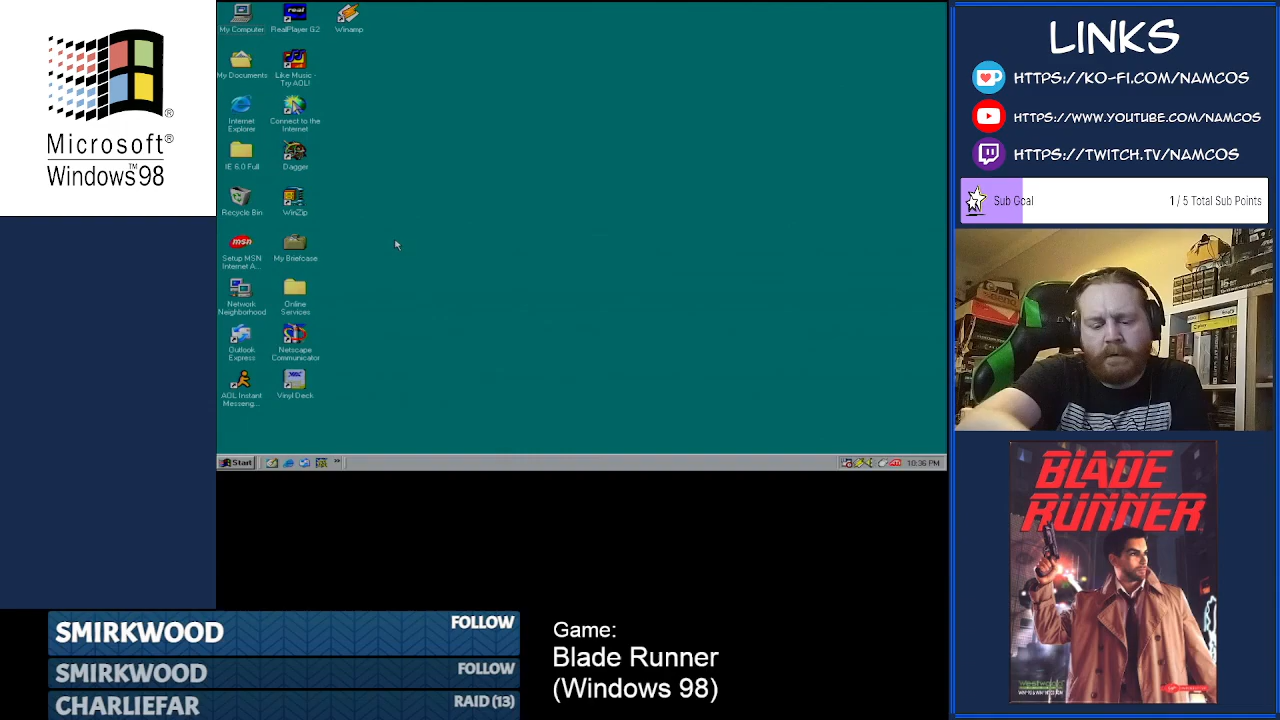 Microsoft®
Windows™98
My Computer
RealPlayer G2
Winamp
My Documents
Like Music -
Try AOL!
Internet
Explorer
Connect to the
Internet
IE 6.0 Full
Dagger
Recycle Bin
WinZip
Setup MSN
Internet A...
My Briefcase
Network
Neighborhood
Online
Services
Outlook
Express
Netscape
Communicator
AOL Instant
Messeng...
Vinyl Deck
Start
10:36 PM
LINKS
HTTPS://KO-FI.COM/NAMCOS
HTTPS://WWW.YOUTUBE.COM/NAMCOS
HTTPS://TWITCH.TV/NAMCOS
Sub Goal
1 / 5 Total Sub Points
BLADE
RUNNER
Westwood
SMIRKWOOD FOLLOW
SMIRKWOOD FOLLOW
CHARLIEFAR RAID (13)
Game:
Blade Runner
(Windows 98)